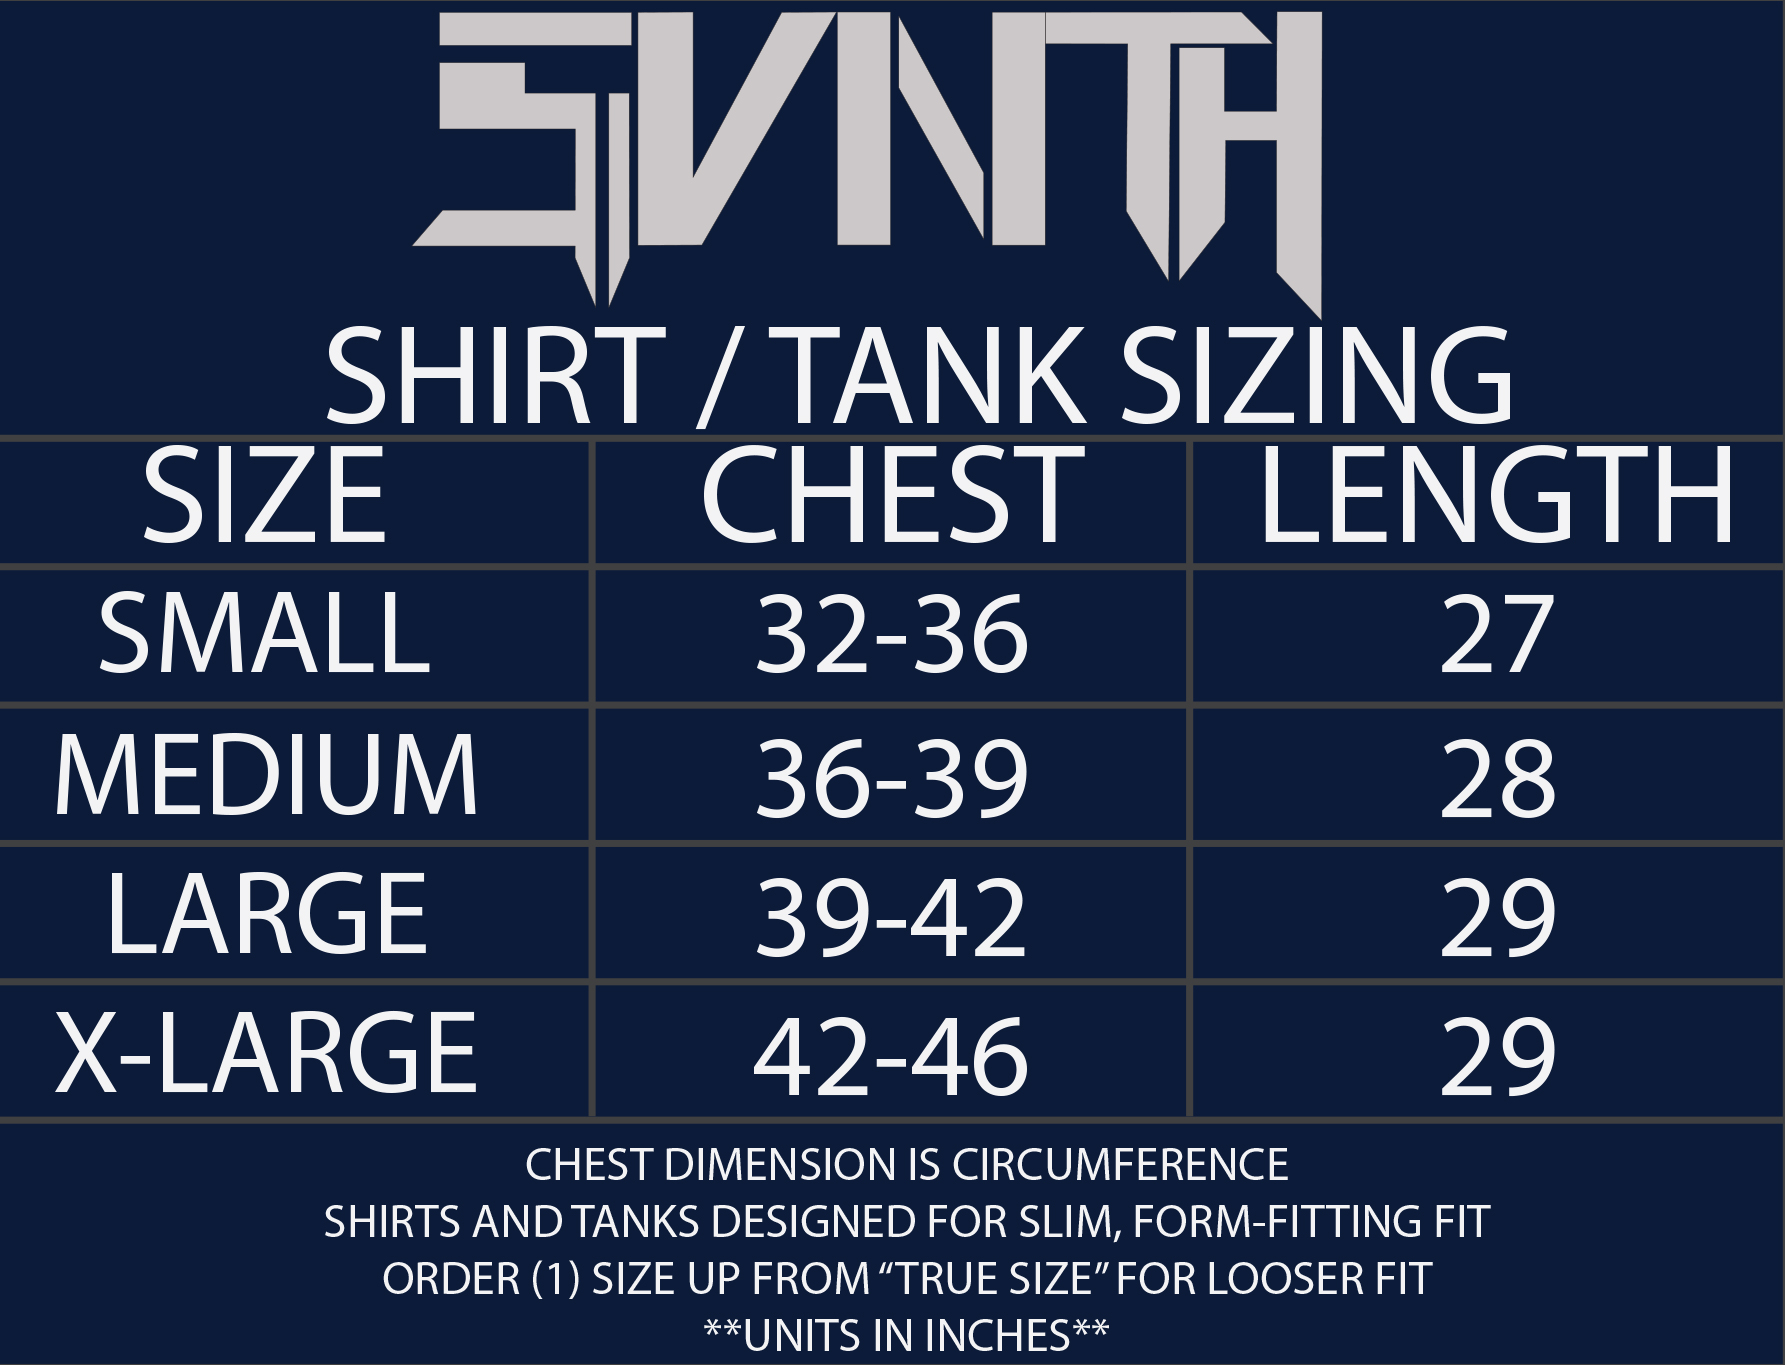 SVNTH
SHIRT / TANK SIZING
SIZE CHEST LENGTH
SMALL 32-36 27
MEDIUM 36-39 28
LARGE 39-42 29
X-LARGE 42-46 29
CHEST DIMENSION IS CIRCUMFERENCE
SHIRTS AND TANKS DESIGNED FOR SLIM, FORM-FITTING FIT
ORDER (1) SIZE UP FROM “TRUE SIZE” FOR LOOSER FIT
**UNITS IN INCHES**